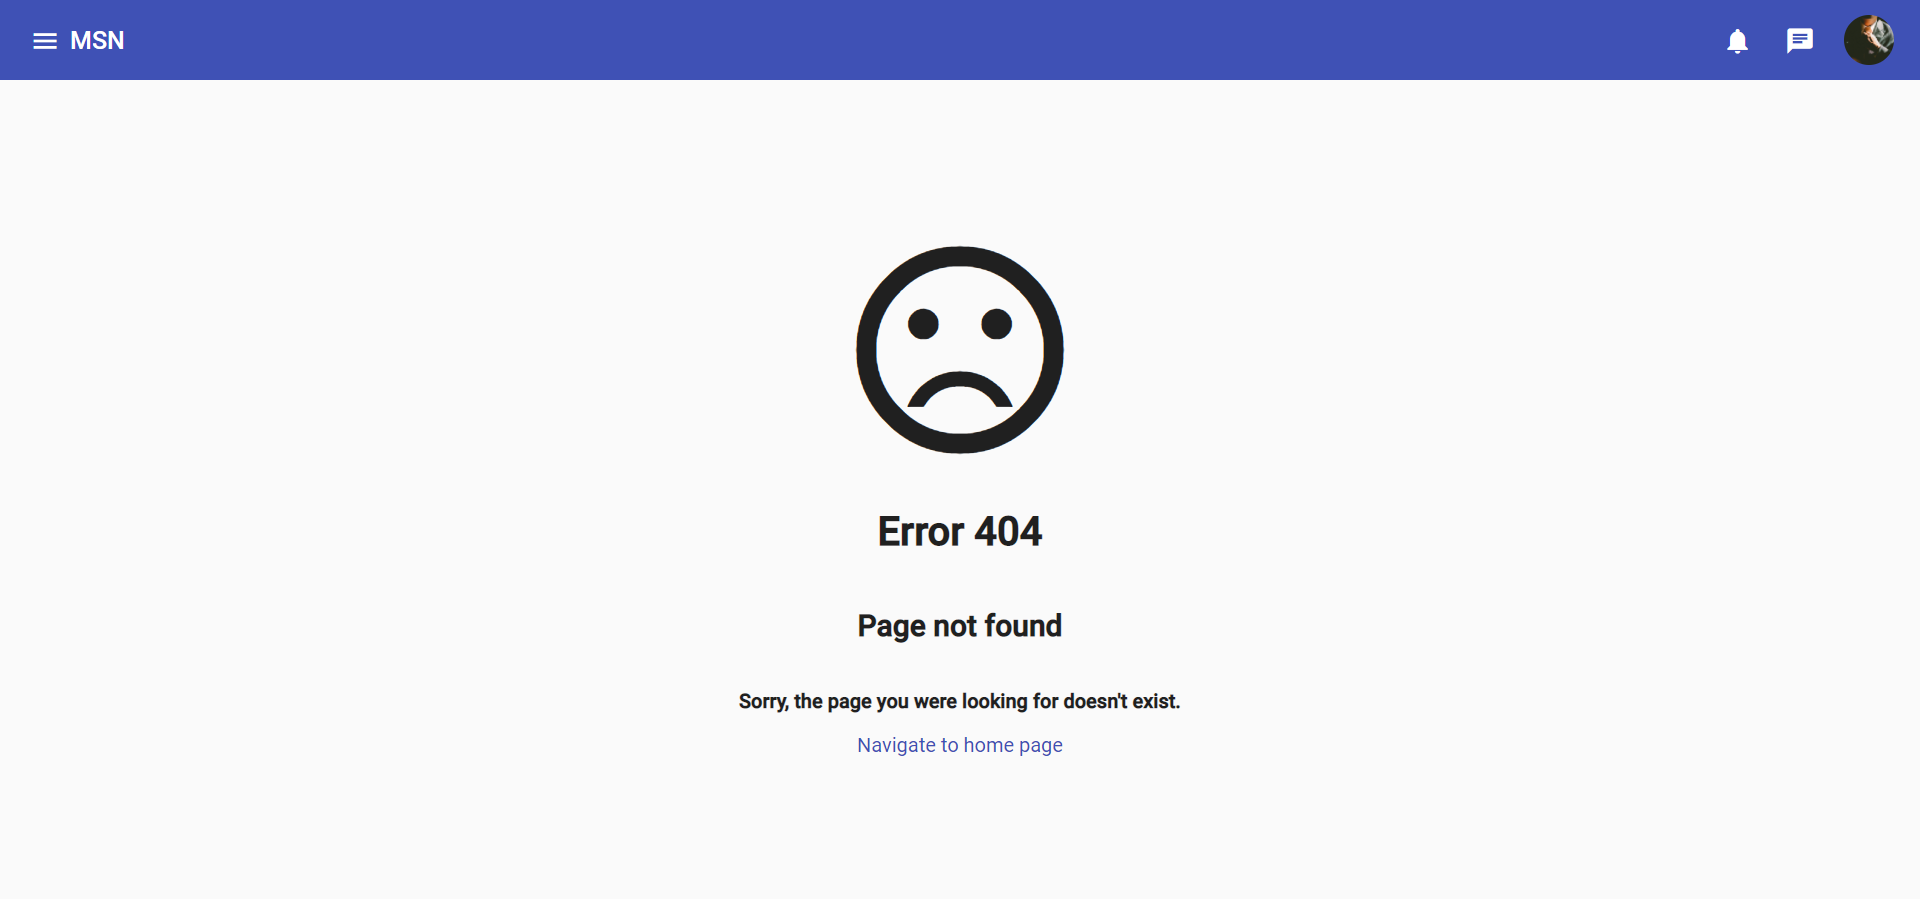 MSN
Error 404
Page not found
Sorry, the page you were looking for doesn't exist.
Navigate to home page